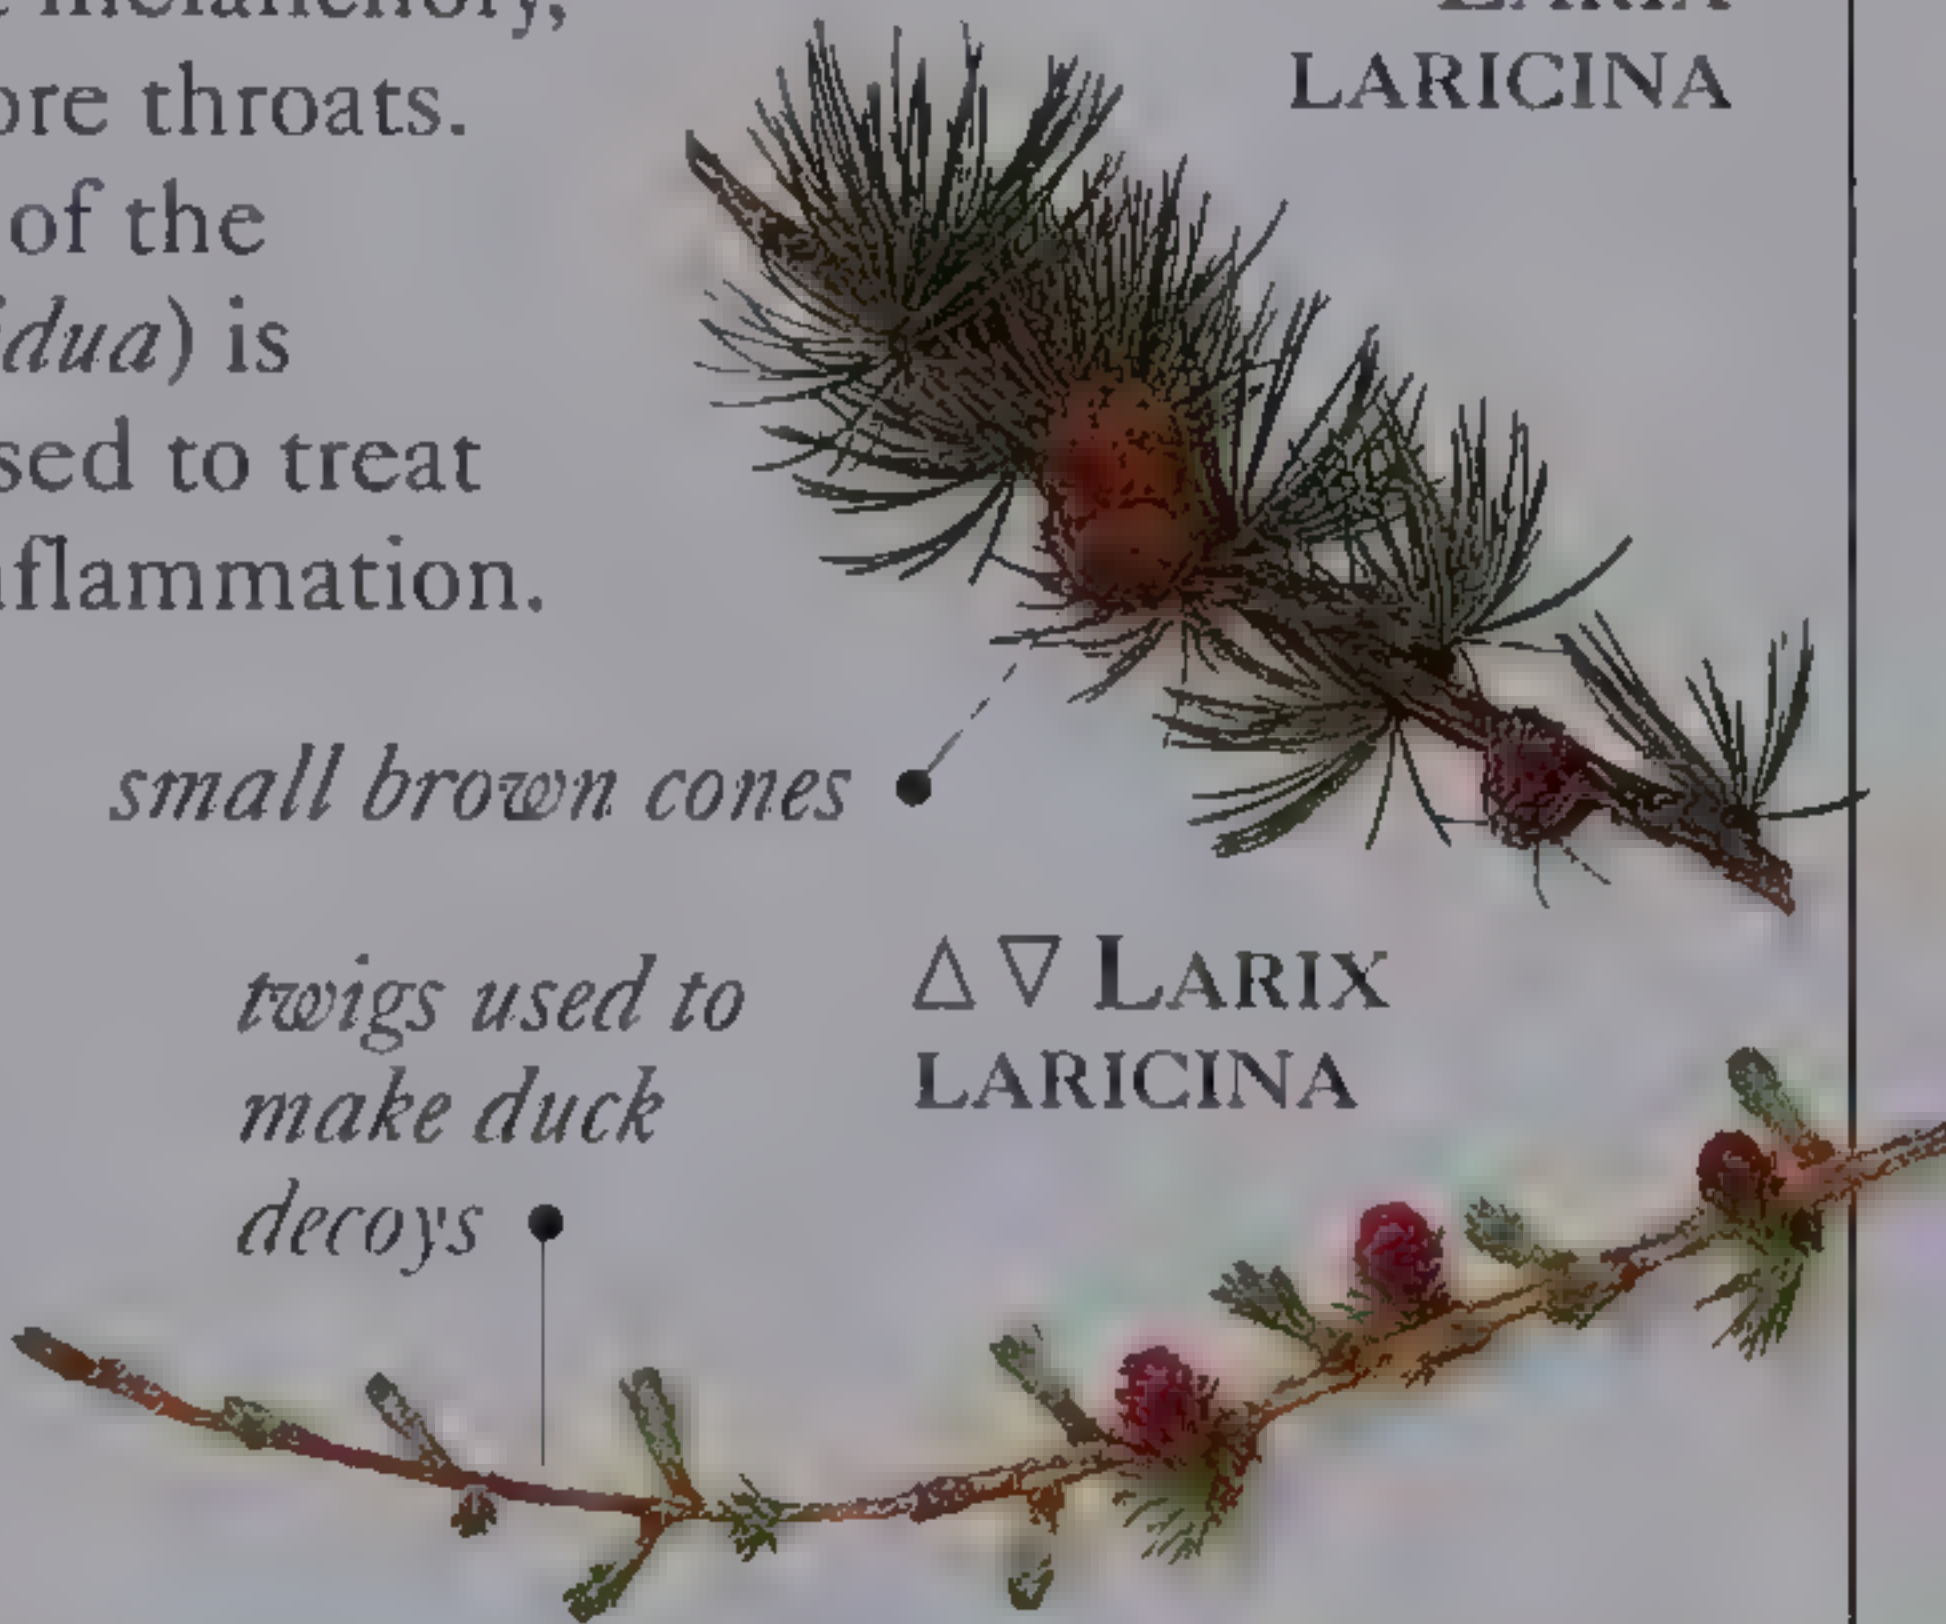 melancholy,
ore throats.
of the
idua) is
sed to treat
flammation.
LARICINA
small brown cones
twigs used to
make duck
decoys
△ ▽ LARIX
LARICINA